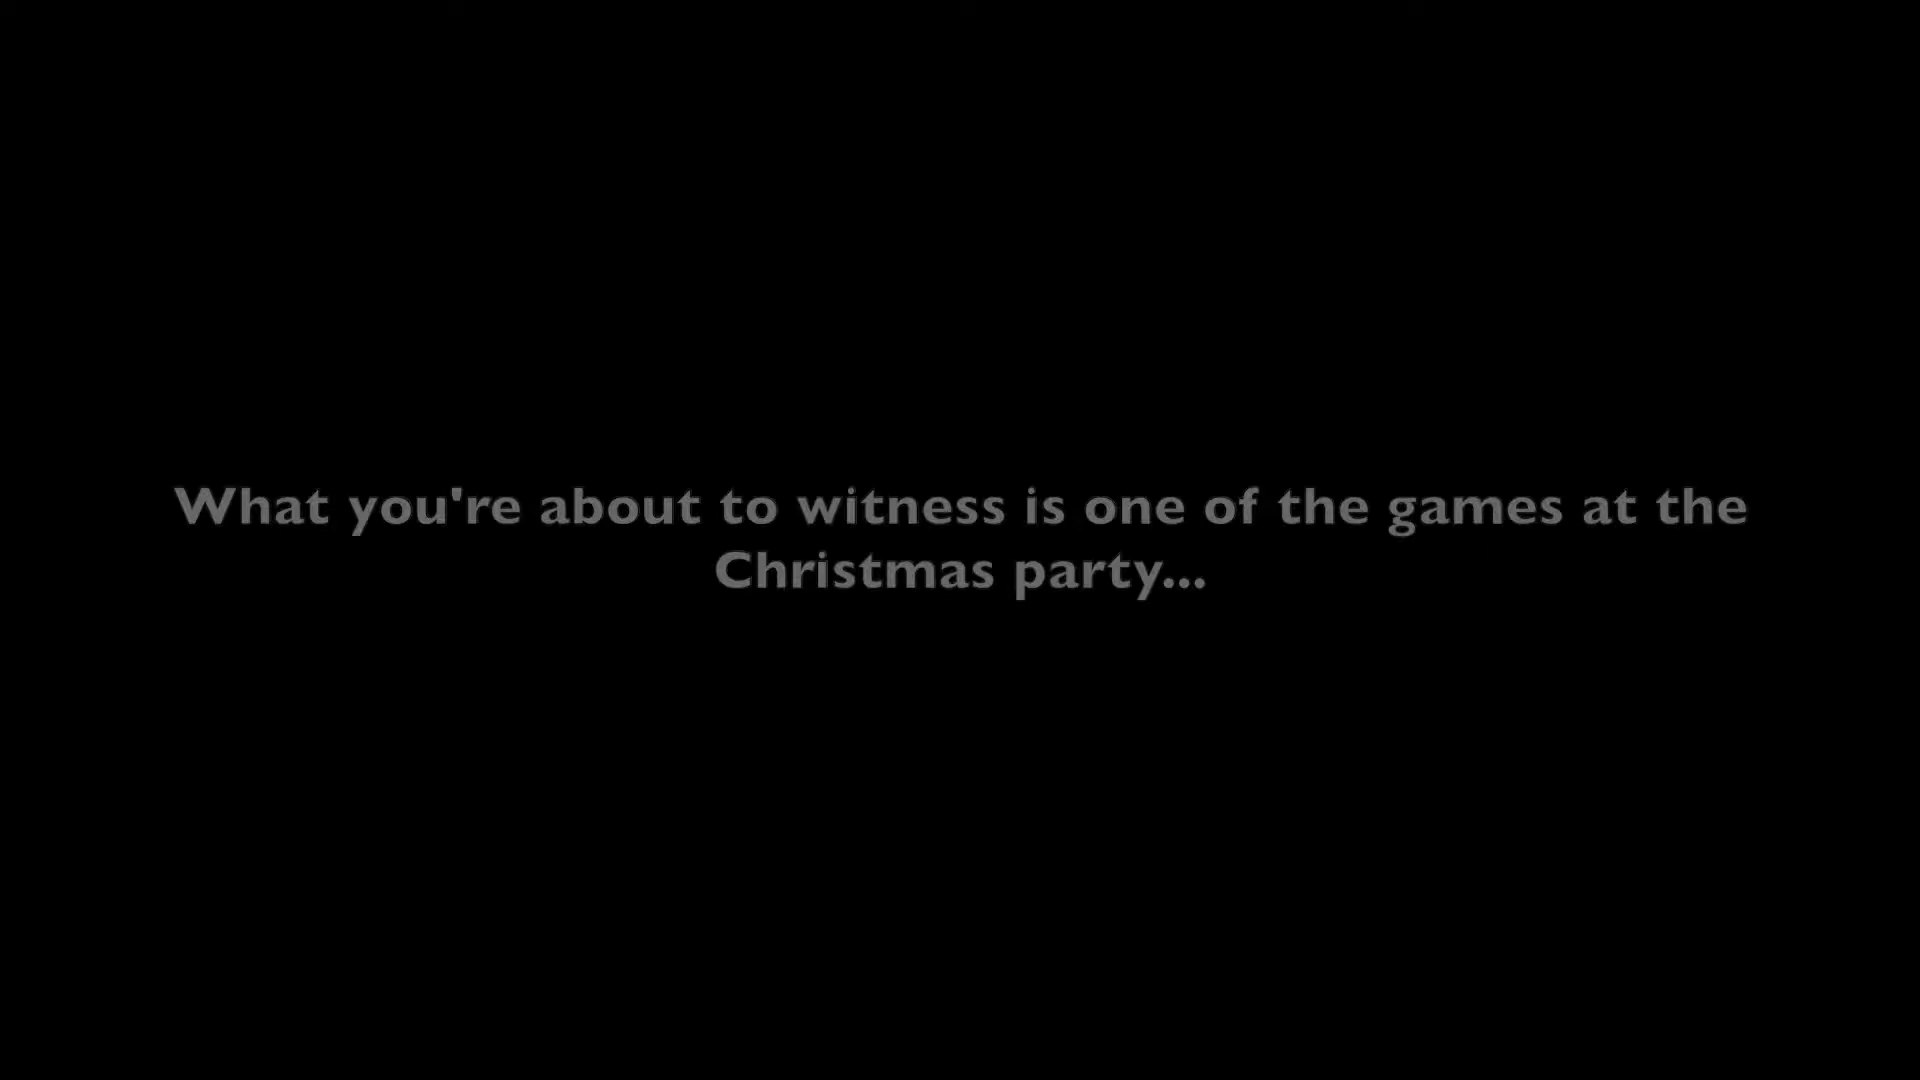 What you're about to witness is one of the games at the
Christmas party...